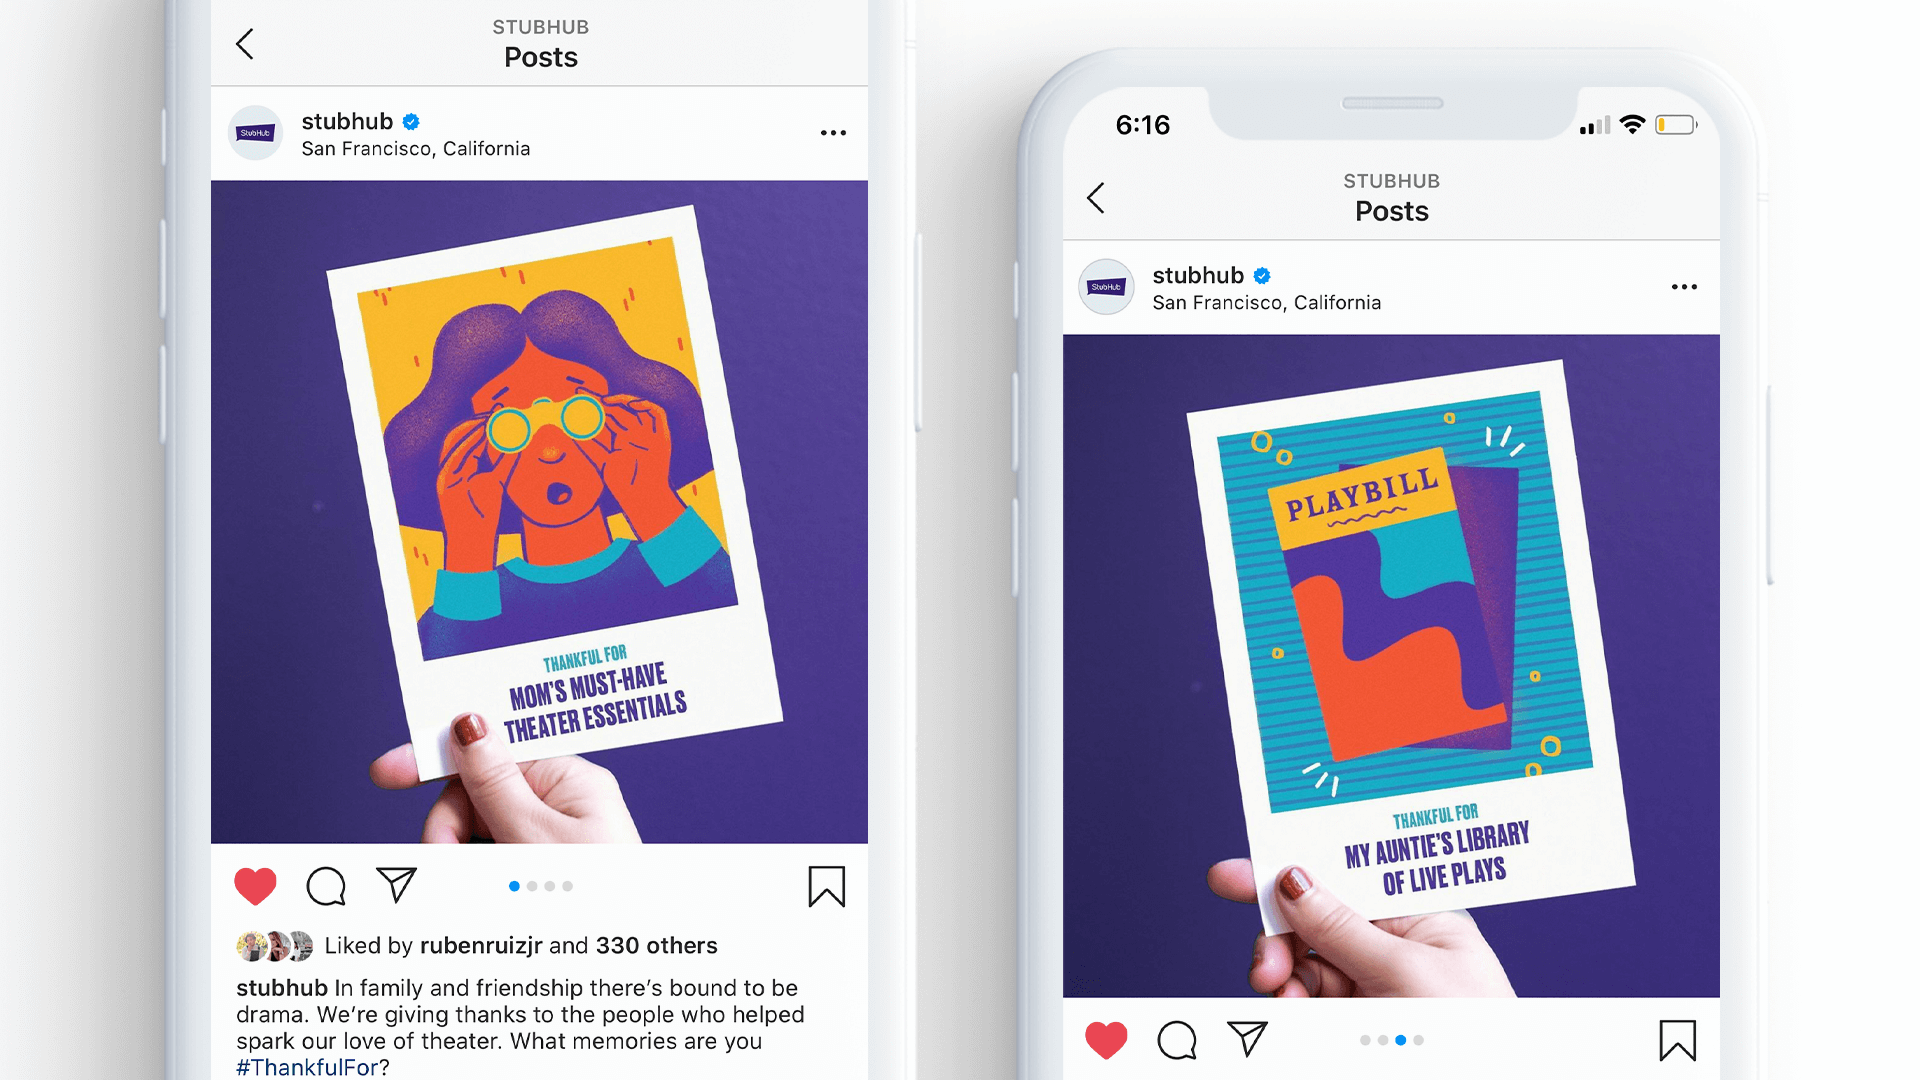 STUBHUB
Posts
StubHub
stubhub
San Francisco, California
THANKFUL FOR
MOM'S MUST-HAVE
THEATER ESSENTIALS
Liked by rubenruizjr and 330 others
stubhub In family and friendship there's bound to be
drama. We're giving thanks to the people who helped
spark our love of theater. What memories are you
#ThankfulFor?
6:16
STUBHUB
Posts
StubHub
stubhub
San Francisco, California
PLAYBILL
THANKFUL FOR
MY AUNTIE'S LIBRARY
OF LIVE PLAYS